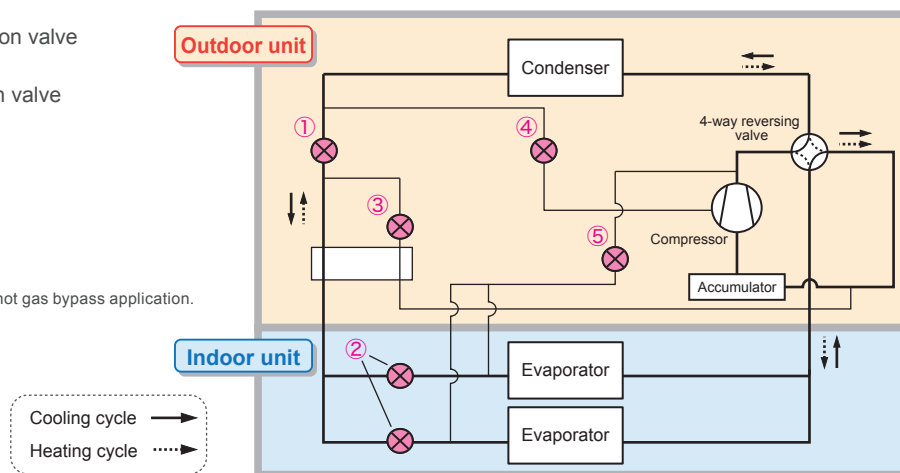 on valve
n valve
not gas bypass application.
Cooling cycle
Heating cycle
Outdoor unit
Condenser
4-way reversing
valve
①
④
③
⑤
Compressor
Accumulator
Indoor unit
②
Evaporator
Evaporator